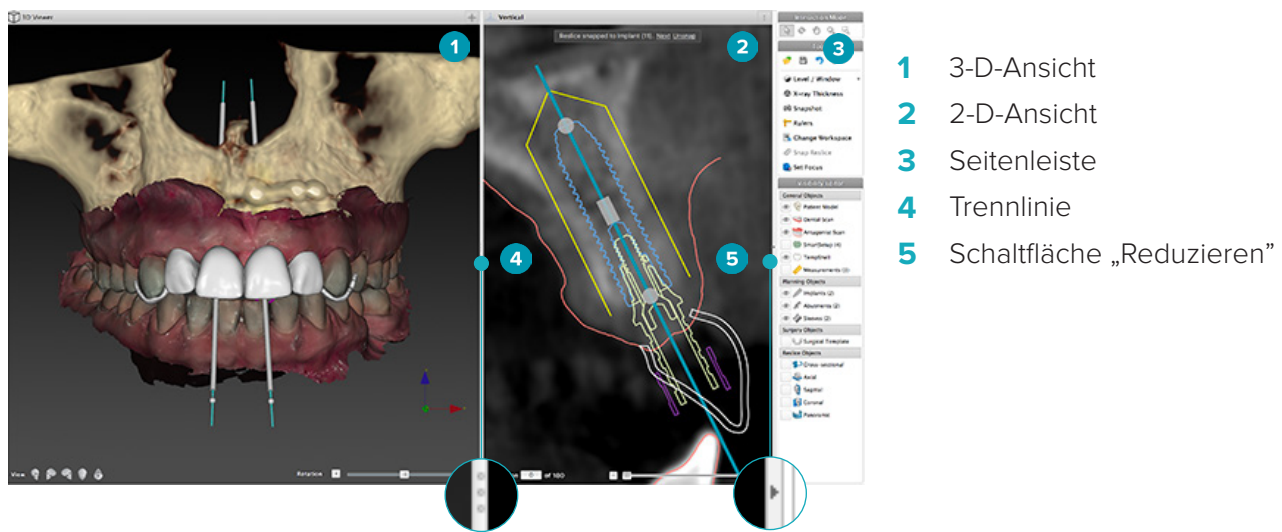 3D Viewer
1
Vertical
Reslice snapped to implant (11). Next Unsnap
2
3
Level / Window
X-ray Thickness
Snapshot
Rulers
Change Workspace
Snap Reslice
Set Focus
General Objects
Patient Model
Dental Scan
Antagonist Scan
SmartSetup (4)
Measurements (0)
Planning Objects
Implants (2)
Abutments (2)
Sleeves (2)
Surgery Objects
Surgical Template
Reslice Objects
Cross-sectional
Axial
Sagittal
Coronal
Panoramic
4
5
View
Rotation
of 180
1 3-D-Ansicht
2 2-D-Ansicht
3 Seitenleiste
4 Trennlinie
5 Schaltfläche „Reduzieren”